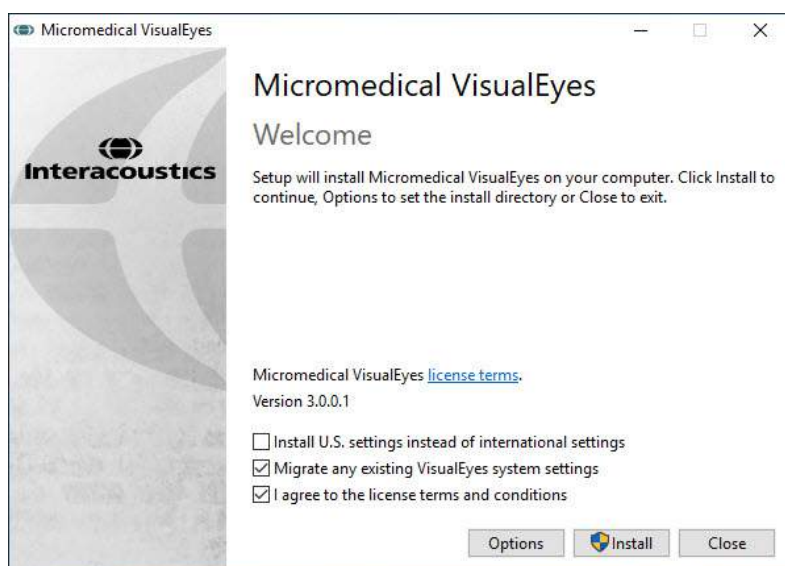 Micromedical VisualEyes
Interacoustics
Micromedical VisualEyes
Welcome
Setup will install Micromedical VisualEyes on your computer. Click Install to
continue, Options to set the install directory or Close to exit.
Micromedical VisualEyes license terms.
Version 3.0.0.1
Install U.S. settings instead of international settings
Migrate any existing VisualEyes system settings
I agree to the license terms and conditions
Options
Install
Close